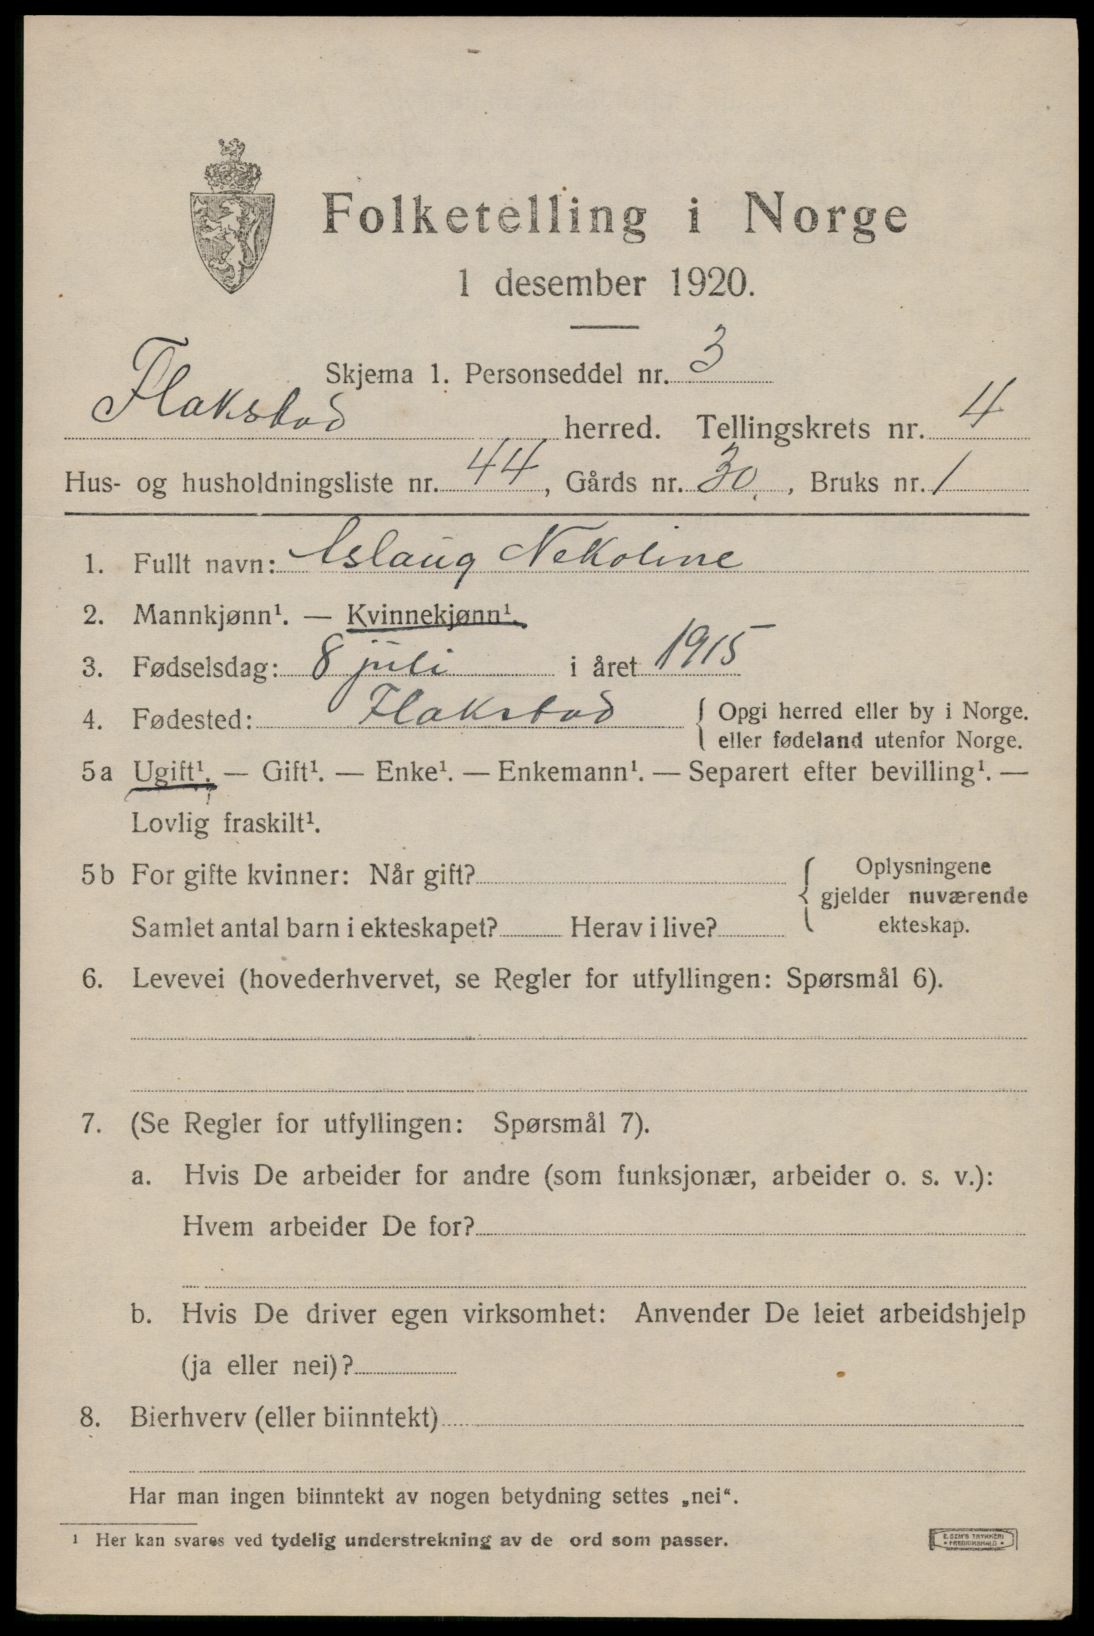 Folketelling i Norge
1 desember 1920.
Skjema 1. Personseddel nr. 3
Flakstad herred. Tellingskrets nr. 4
Hus- og husholdningsliste nr. 44, Gårds nr. 30, Bruks nr. 1
1. Fullt navn: Aslaug Nekoline
2. Mannkjønn¹. — Kvinnekjønn¹.
3. Fødselsdag: 8 juli i året 1915
4. Fødested: Flakstad { Opgi herred eller by i Norge.
eller fødeland utenfor Norge.
5a Ugift¹. — Gift¹. — Enke¹. — Enkemann¹. — Separert efter bevilling¹. —
Lovlig fraskilt¹.
5b For gifte kvinner: Når gift? { Oplysningene
gjelder nuværende
Samlet antal barn i ekteskapet? Herav i live? ekteskap.
6. Levevei (hovederhvervet, se Regler for utfyllingen: Spørsmål 6).
7. (Se Regler for utfyllingen: Spørsmål 7).
a. Hvis De arbeider for andre (som funksjonær, arbeider o. s. v.):
Hvem arbeider De for?
b. Hvis De driver egen virksomhet: Anvender De leiet arbeidshjelp
(ja eller nei)?
8. Bierhverv (eller biinntekt)
Har man ingen biinntekt av nogen betydning settes „nei“.
¹ Her kan svares ved tydelig understrekning av de ord som passer.
E. SEM'S TRYKKERI
• FREDRIKSHALD •